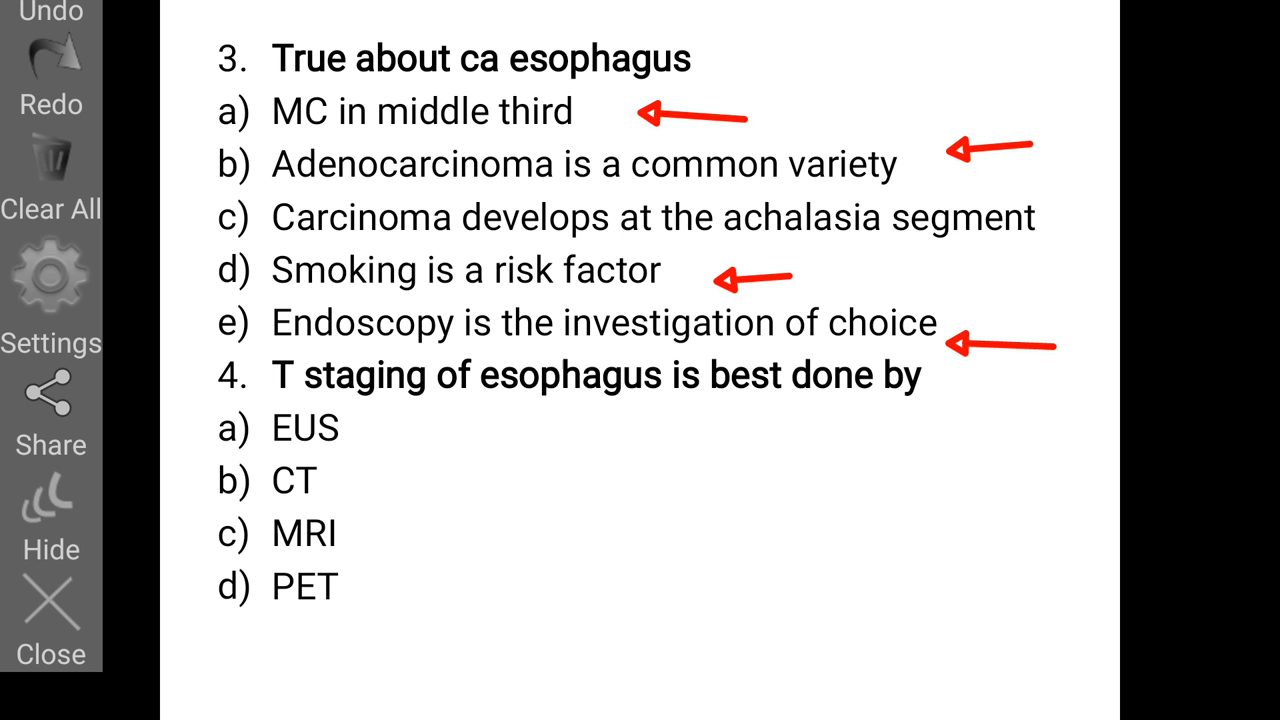 Undo
Redo
Clear All
Settings
Share
Hide
Close
3. True about ca esophagus
a) MC in middle third
b) Adenocarcinoma is a common variety
c) Carcinoma develops at the achalasia segment
d) Smoking is a risk factor
e) Endoscopy is the investigation of choice
4. T staging of esophagus is best done by
a) EUS
b) CT
c) MRI
d) PET